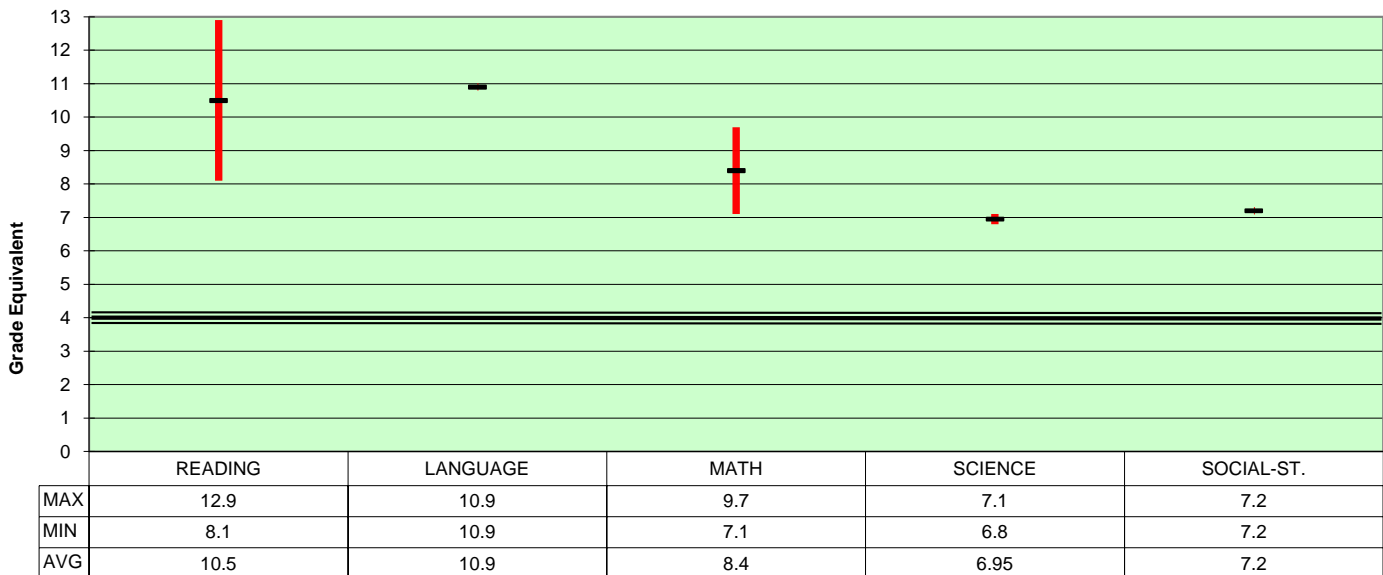 Grade Equivalent
13
12
11
10
9
8
7
6
5
4
3
2
1
0
READING LANGUAGE MATH SCIENCE SOCIAL-ST.
MAX 12.9 10.9 9.7 7.1 7.2
MIN 8.1 10.9 7.1 6.8 7.2
AVG 10.5 10.9 8.4 6.95 7.2